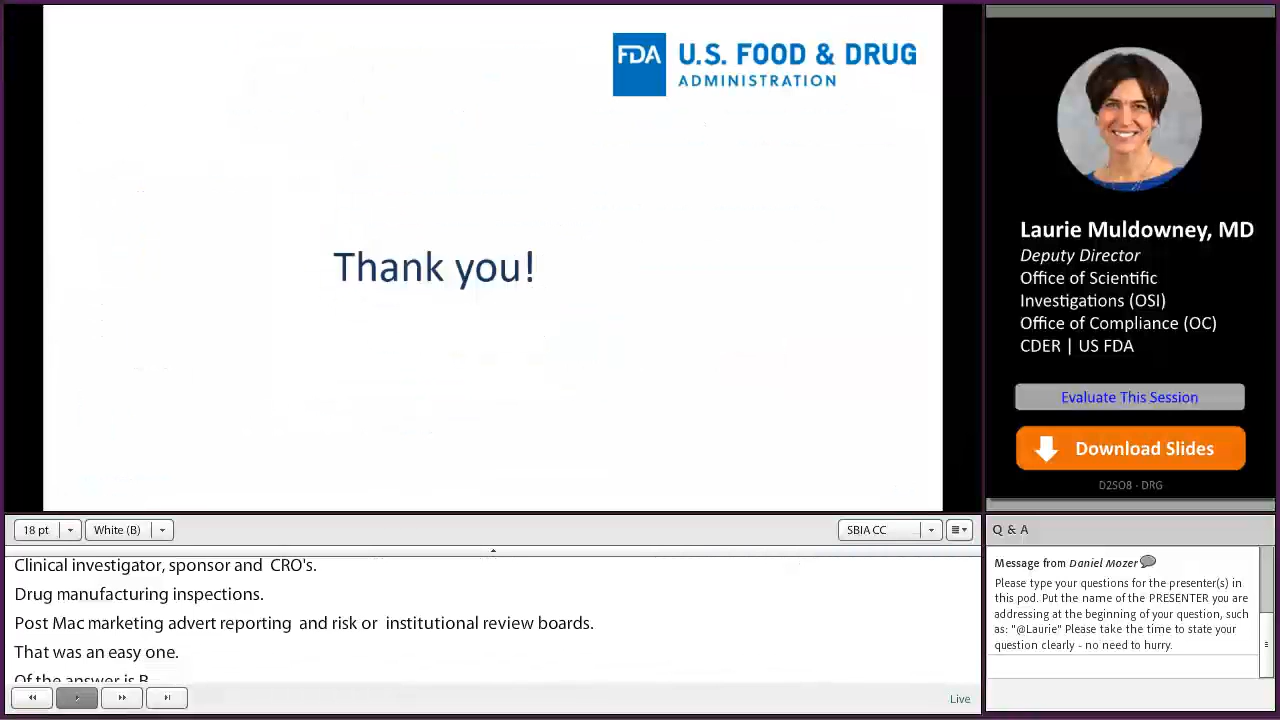 FDA U.S. FOOD & DRUG
ADMINISTRATION
Thank you!
Laurie Muldowney, MD
Deputy Director
Office of Scientific
Investigations (OSI)
Office of Compliance (OC)
CDER | US FDA
Evaluate This Session
Download Slides
D2S08 - DRG
18 pt
White (B)
SBIA CC
Clinical investigator, sponsor and CRO's.
Drug manufacturing inspections.
Post Mac marketing advert reporting and risk or institutional review boards.
That was an easy one.
Of the answer is B
Live
Q & A
Message from Daniel Mozer
Please type your questions for the presenter(s) in
this pod. Put the name of the PRESENTER you are
addressing at the beginning of your question, such
as: "@Laurie" Please take the time to state your
question clearly - no need to hurry.